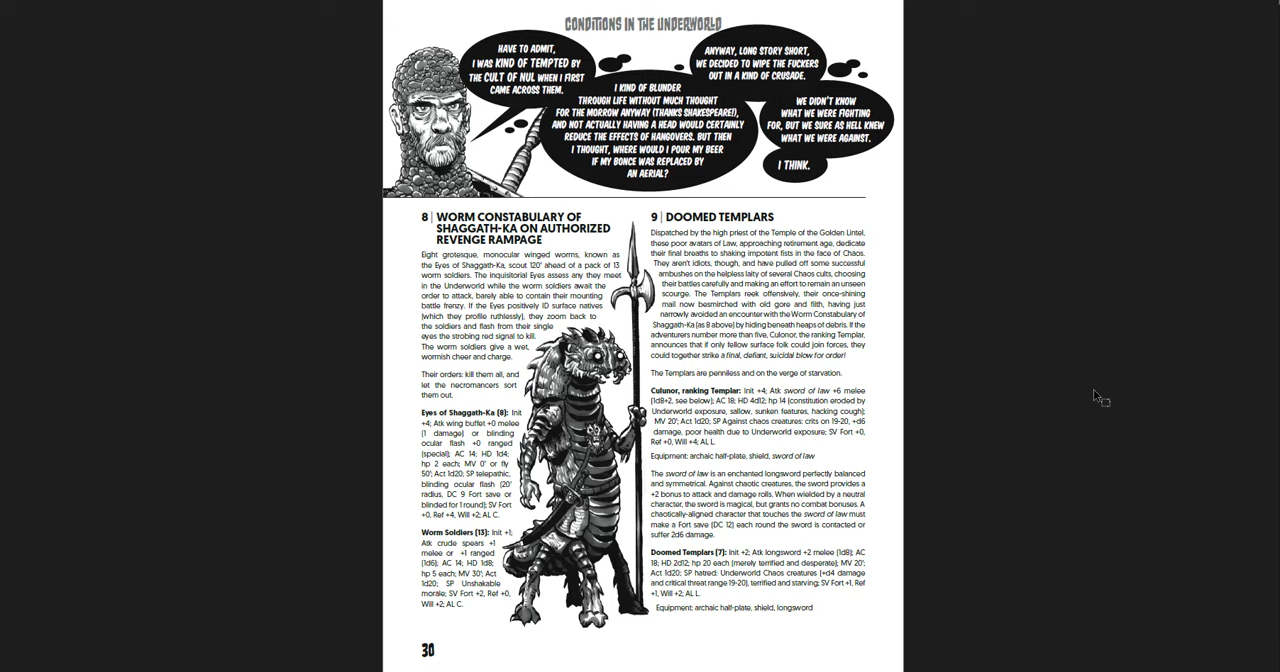 CONDITIONS IN THE UNDERWORLD
HAVE TO ADMIT,
I WAS KIND OF TEMPTED BY
THE CULT OF NUL WHEN I FIRST
CAME ACROSS THEM.
I KIND OF BLUNDER
THROUGH LIFE WITHOUT MUCH THOUGHT
FOR THE MORROW ANYWAY (THANKS SHAKESPEARE!),
AND NOT ACTUALLY HAVING A HEAD WOULD CERTAINLY
REDUCE THE EFFECTS OF HANGOVERS. BUT THEN
I THOUGHT, WHERE WOULD I POUR MY BEER
IF MY BONCE WAS REPLACED BY
AN AERIAL?
ANYWAY, LONG STORY SHORT,
WE DECIDED TO WIPE THE FUCKERS
OUT IN A KIND OF CRUSADE.
WE DIDN'T KNOW
WHAT WE WERE FIGHTING
FOR, BUT WE SURE AS HELL KNEW
WHAT WE WERE AGAINST.
I THINK.
8 | WORM CONSTABULARY OF
SHAGGATH-KA ON AUTHORIZED
REVENGE RAMPAGE
Eight grotesque, monocular winged worms, known as
the Eyes of Shaggath-Ka, scout 120' ahead of a pack of 13
worm soldiers. The inquisitorial Eyes assess any they meet
in the Underworld while the worm soldiers await the
order to attack, barely able to contain their mounting
battle frenzy. If the Eyes positively ID surface natives
(which they profile ruthlessly), they zoom back to
the soldiers and flash from their single
eyes the strobing red signal to kill.
The worm soldiers give a wet,
wormish cheer and charge.
Their orders: kill them all, and
let the necromancers sort
them out.
Eyes of Shaggath-Ka (8): Init
+4; Atk wing buffet +0 melee
(1 damage) or blinding
ocular flash +0 ranged
(special); AC 14; HD 1d4;
hp 2 each; MV 0' or fly
50'; Act 1d20; SP telepathic,
blinding ocular flash (20'
radius, DC 9 Fort save or
blinded for 1 round); SV Fort
+0, Ref +4, Will +2; AL C.
Worm Soldiers (13): Init +1;
Atk crude spears +1
melee or +1 ranged
(1d6); AC 14; HD 1d8;
hp 5 each; MV 30'; Act
1d20; SP Unshakable
morale; SV Fort +2, Ref +0,
Will +2; AL C.
9 | DOOMED TEMPLARS
Dispatched by the high priest of the Temple of the Golden Lintel,
these poor avatars of Law, approaching retirement age, dedicate
their final breaths to shaking impotent fists in the face of Chaos.
They aren't idiots, though, and have pulled off some successful
ambushes on the helpless laity of several Chaos cults, choosing
their battles carefully and making an effort to remain an unseen
scourge. The Templars reek offensively, their once-shining
mail now besmirched with old gore and filth, having just
narrowly avoided an encounter with the Worm Constabulary of
Shaggath-Ka (as 8 above) by hiding beneath heaps of debris. If the
adventurers number more than five, Culonor, the ranking Templar,
announces that if only fellow surface folk could join forces, they
could together strike a final, defiant, suicidal blow for order!
The Templars are penniless and on the verge of starvation.
Culunor, ranking Templar: Init +4; Atk sword of law +6 melee
(1d8+2, see below); AC 18; HD 4d12; hp 14 (constitution eroded by
Underworld exposure, sallow, sunken features, hacking cough);
MV 20'; Act 1d20; SP Against chaos creatures: crits on 19-20, +d6
damage, poor health due to Underworld exposure; SV Fort +0,
Ref +0, Will +4; AL L.
Equipment: archaic half-plate, shield, sword of law
The sword of law is an enchanted longsword perfectly balanced
and symmetrical. Against chaotic creatures, the sword provides a
+2 bonus to attack and damage rolls. When wielded by a neutral
character, the sword is magical, but grants no combat bonuses. A
chaotically-aligned character that touches the sword of law must
make a Fort save (DC 12) each round the sword is contacted or
suffer 2d6 damage.
Doomed Templars (7): Init +2; Atk longsword +2 melee (1d8); AC
18; HD 2d12; hp 20 each (merely terrified and desperate); MV 20';
Act 1d20; SP hatred: Underworld Chaos creatures (+d4 damage
and critical threat range 19-20), terrified and starving; SV Fort +1, Ref
+1, Will +2; AL L.
Equipment: archaic half-plate, shield, longsword
30